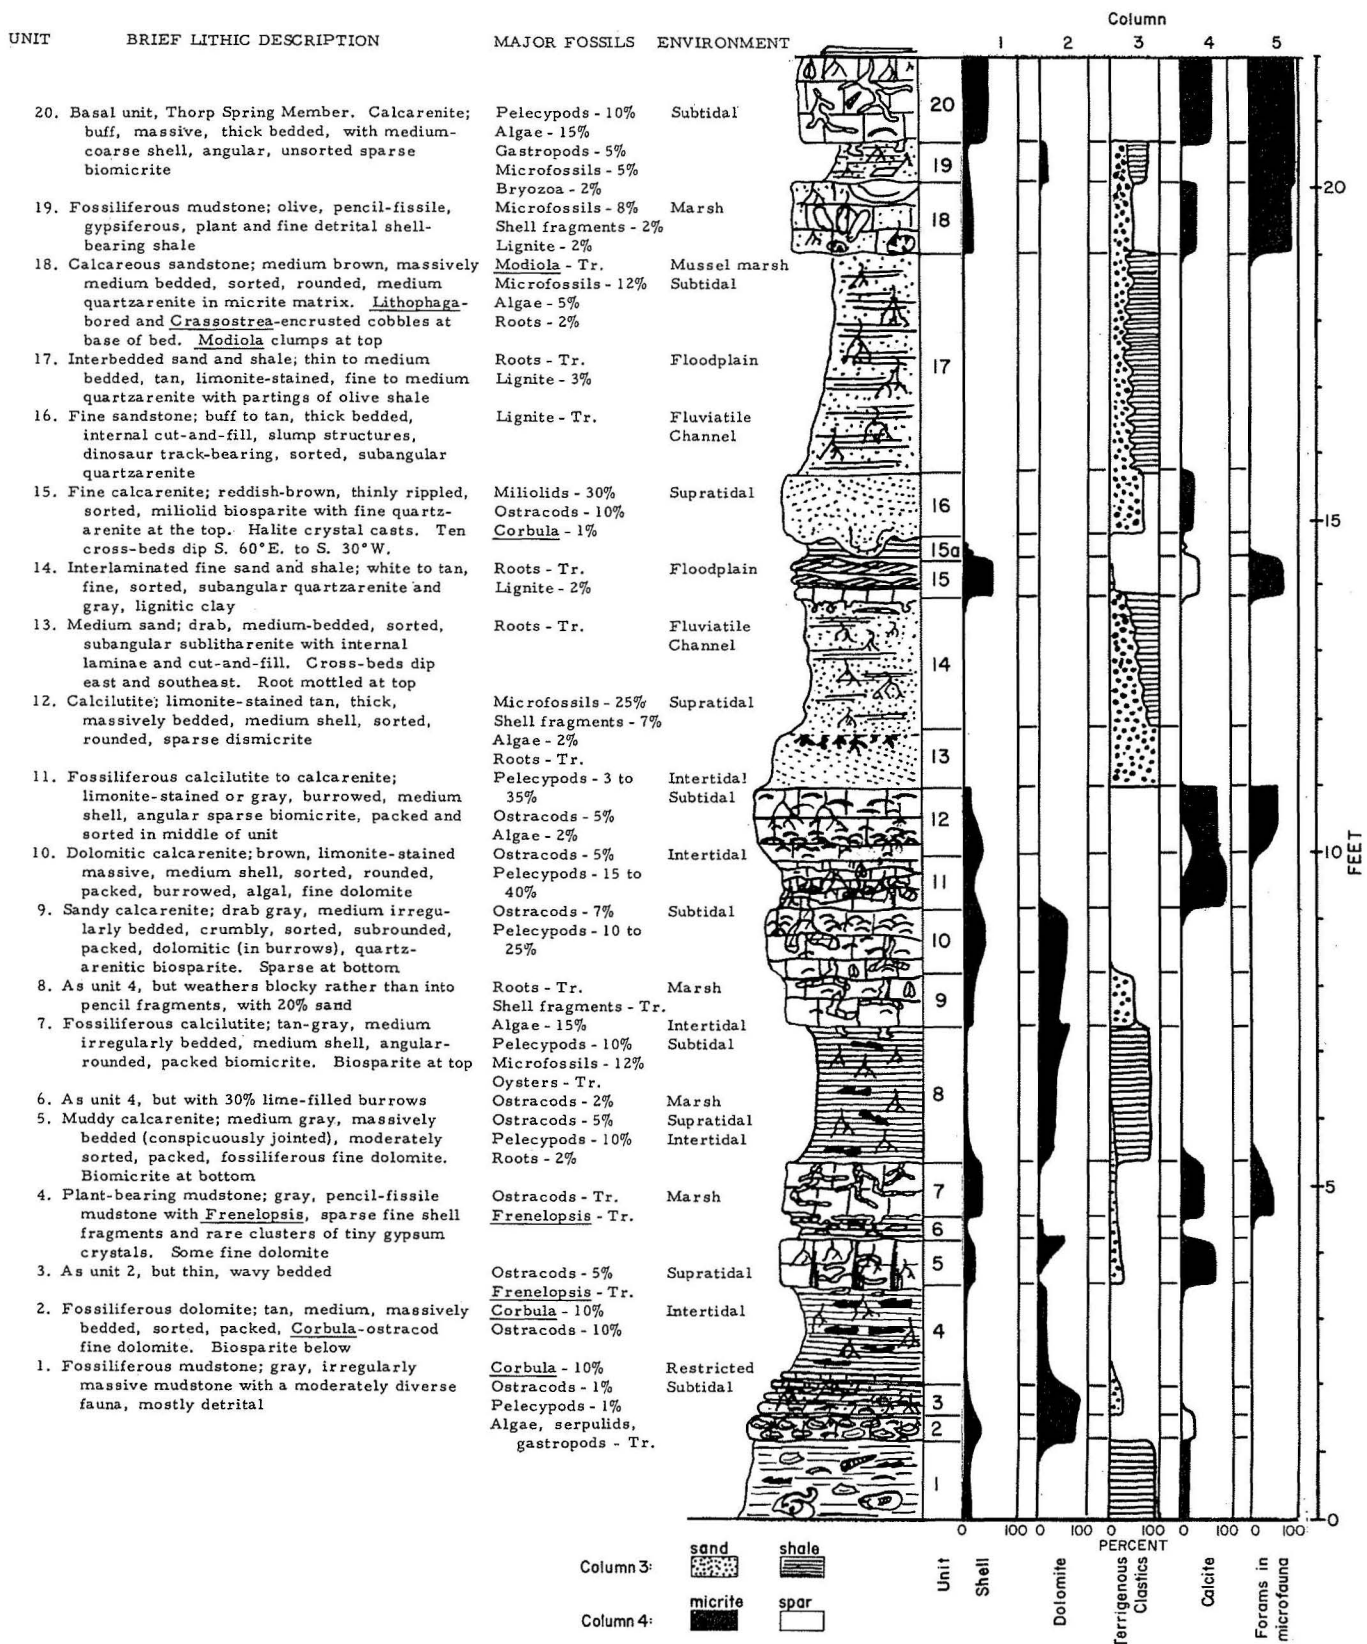 Column
UNIT BRIEF LITHIC DESCRIPTION MAJOR FOSSILS ENVIRONMENT 1 2 3 4 5
20. Basal unit, Thorp Spring Member. Calcarenite; Pelecypods - 10% Subtidal
buff, massive, thick bedded, with medium- Algae - 15%
coarse shell, angular, unsorted sparse Gastropods - 5%
biomicrite Microfossils - 5%
Bryozoa - 2%
19. Fossiliferous mudstone; olive, pencil-fissile, Microfossils - 8% Marsh
gypsiferous, plant and fine detrital shell- Shell fragments - 2%
bearing shale Lignite - 2%
18. Calcareous sandstone; medium brown, massively Modiola - Tr. Mussel marsh
medium bedded, sorted, rounded, medium Microfossils - 12% Subtidal
quartzarenite in micrite matrix. Lithophaga- Algae - 5%
bored and Crassostrea-encrusted cobbles at Roots - 2%
base of bed. Modiola clumps at top
17. Interbedded sand and shale; thin to medium Roots - Tr. Floodplain
bedded, tan, limonite-stained, fine to medium Lignite - 3%
quartzarenite with partings of olive shale
16. Fine sandstone; buff to tan, thick bedded, Lignite - Tr. Fluviatile
internal cut-and-fill, slump structures, Channel
dinosaur track-bearing, sorted, subangular
quartzarenite
15. Fine calcarenite; reddish-brown, thinly rippled, Miliolids - 30% Supratidal
sorted, miliolid biosparite with fine quartz- Ostracods - 10%
arenite at the top. Halite crystal casts. Ten Corbula - 1%
cross-beds dip S. 60°E. to S. 30°W.
14. Interlaminated fine sand and shale; white to tan, Roots - Tr. Floodplain
fine, sorted, subangular quartzarenite and Lignite - 2%
gray, lignitic clay
13. Medium sand; drab, medium-bedded, sorted, Roots - Tr. Fluviatile
subangular sublitharenite with internal Channel
laminae and cut-and-fill. Cross-beds dip
east and southeast. Root mottled at top
12. Calcilutite; limonite-stained tan, thick, Microfossils - 25% Supratidal
massively bedded, medium shell, sorted, Shell fragments - 7%
rounded, sparse dismicrite Algae - 2%
Roots - Tr.
11. Fossiliferous calcilutite to calcarenite; Pelecypods - 3 to Intertidal
limonite-stained or gray, burrowed, medium 35% Subtidal
shell, angular sparse biomicrite, packed and Ostracods - 5%
sorted in middle of unit Algae - 2%
10. Dolomitic calcarenite; brown, limonite-stained Ostracods - 5% Intertidal
massive, medium shell, sorted, rounded, Pelecypods - 15 to
packed, burrowed, algal, fine dolomite 40%
9. Sandy calcarenite; drab gray, medium irregu- Ostracods - 7% Subtidal
larly bedded, crumbly, sorted, subrounded, Pelecypods - 10 to
packed, dolomitic (in burrows), quartz- 25%
arenitic biosparite. Sparse at bottom
8. As unit 4, but weathers blocky rather than into Roots - Tr. Marsh
pencil fragments, with 20% sand Shell fragments - Tr.
7. Fossiliferous calcilutite; tan-gray, medium Algae - 15% Intertidal
irregularly bedded, medium shell, angular- Pelecypods - 10% Subtidal
rounded, packed biomicrite. Biosparite at top Microfossils - 12%
Oysters - Tr.
6. As unit 4, but with 30% lime-filled burrows Ostracods - 2% Marsh
5. Muddy calcarenite; medium gray, massively Ostracods - 5% Supratidal
bedded (conspicuously jointed), moderately Pelecypods - 10% Intertidal
sorted, packed, fossiliferous fine dolomite. Roots - 2%
Biomicrite at bottom
4. Plant-bearing mudstone; gray, pencil-fissile Ostracods - Tr. Marsh
mudstone with Frenelopsis, sparse fine shell Frenelopsis - Tr.
fragments and rare clusters of tiny gypsum
crystals. Some fine dolomite
3. As unit 2, but thin, wavy bedded Ostracods - 5% Supratidal
Frenelopsis - Tr.
2. Fossiliferous dolomite; tan, medium, massively Corbula - 10% Intertidal
bedded, sorted, packed, Corbula-ostracod Ostracods - 10%
fine dolomite. Biosparite below
1. Fossiliferous mudstone; gray, irregularly Corbula - 10% Restricted
massive mudstone with a moderately diverse Ostracods - 1% Subtidal
fauna, mostly detrital Pelecypods - 1%
Algae, serpulids,
gastropods - Tr.
20
19
18
17
16
15a
15
14
13
12
11
10
9
8
7
6
5
4
3
2
1
20
15
10
5
0
FEET
0 100 0 100 0 100 0 100 0 100
PERCENT
Unit
Shell
Dolomite
Terrigenous
Clastics
Calcite
Forams in
microfauna
sand shale
Column 3:
micrite spar
Column 4: